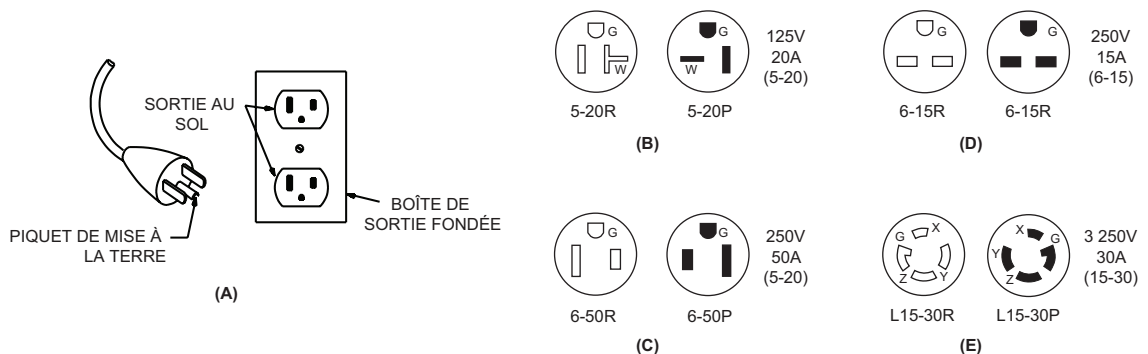 SORTIE AU
SOL
PIQUET DE MISE À
LA TERRE
BOÎTE DE
SORTIE FONDÉE
(A)
G
W
5-20R
G
W
5-20P
125V
20A
(5-20)
(B)
G
6-15R
G
6-15R
250V
15A
(6-15)
(D)
G
6-50R
G
6-50P
250V
50A
(5-20)
(C)
G
X
Z
Y
L15-30R
X
G
Y
Z
L15-30P
3 250V
30A
(15-30)
(E)